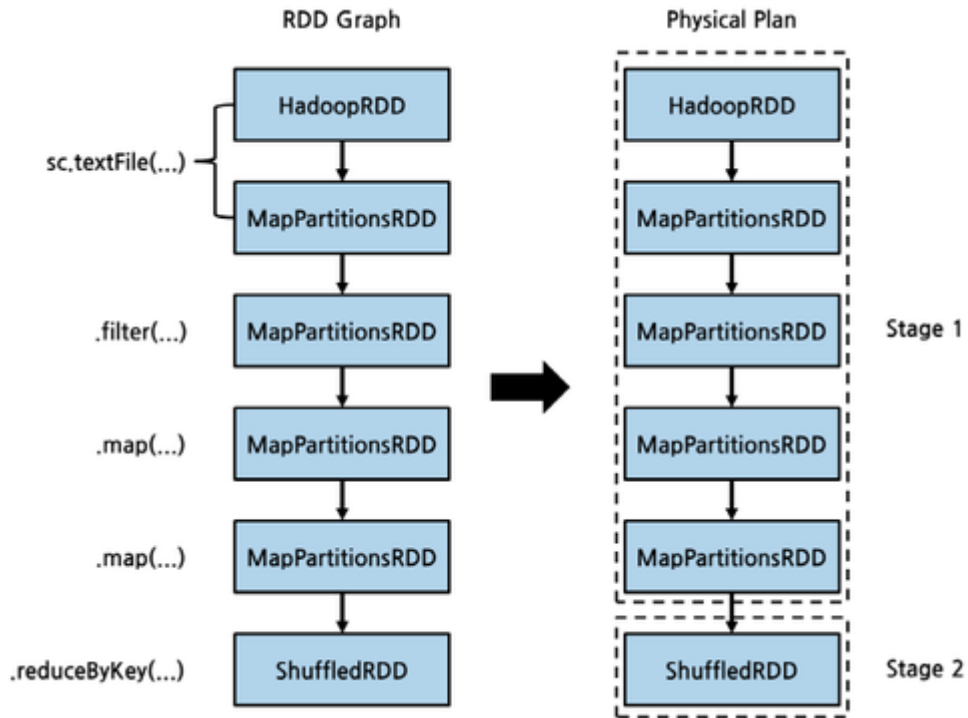 RDD Graph
Physical Plan
HadoopRDD
HadoopRDD
sc.textFile(...)
MapPartitionsRDD
MapPartitionsRDD
.filter(...)
MapPartitionsRDD
MapPartitionsRDD
Stage 1
.map(...)
MapPartitionsRDD
MapPartitionsRDD
.map(...)
MapPartitionsRDD
MapPartitionsRDD
.reduceByKey(...)
ShuffledRDD
ShuffledRDD
Stage 2